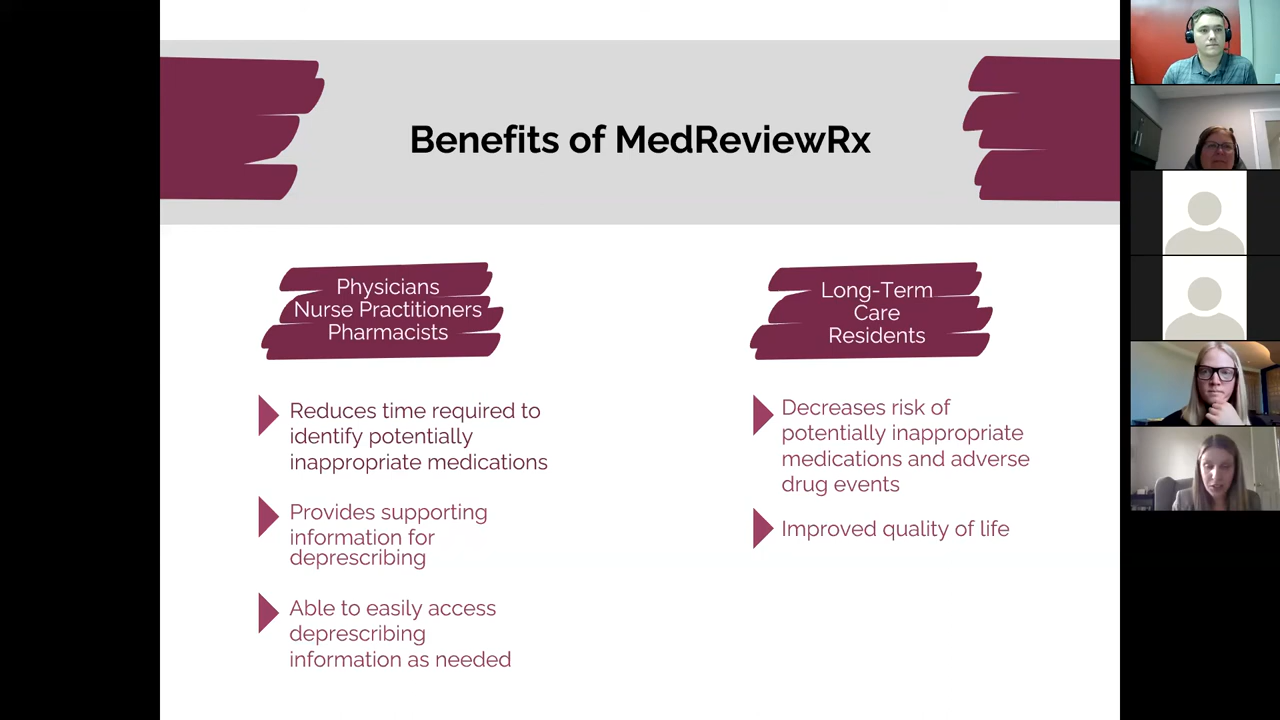 Benefits of MedReviewRx
Physicians
Nurse Practitioners
Pharmacists
Reduces time required to
identify potentially
inappropriate medications
Provides supporting
information for
deprescribing
Able to easily access
deprescribing
information as needed
Long-Term
Care
Residents
Decreases risk of
potentially inappropriate
medications and adverse
drug events
Improved quality of life